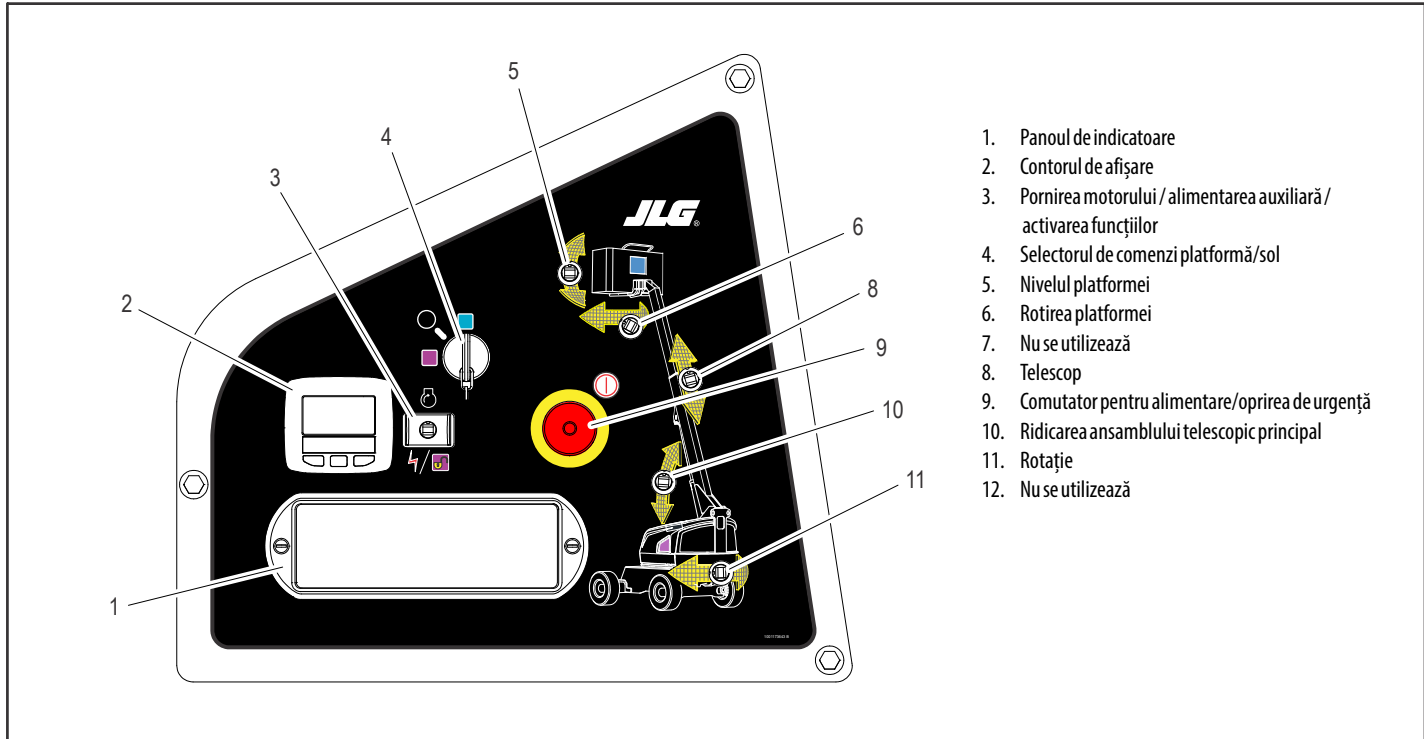 5
4
3
6
2
8
9
10
11
1
JLG®
1. Panoul de indicatoare
2. Contorul de afișare
3. Pornirea motorului / alimentarea auxiliară /
activarea funcțiilor
4. Selectorul de comenzi platformă/sol
5. Nivelul platformei
6. Rotirea platformei
7. Nu se utilizează
8. Telescop
9. Comutator pentru alimentare/oprirea de urgență
10. Ridicarea ansamblului telescopic principal
11. Rotație
12. Nu se utilizează